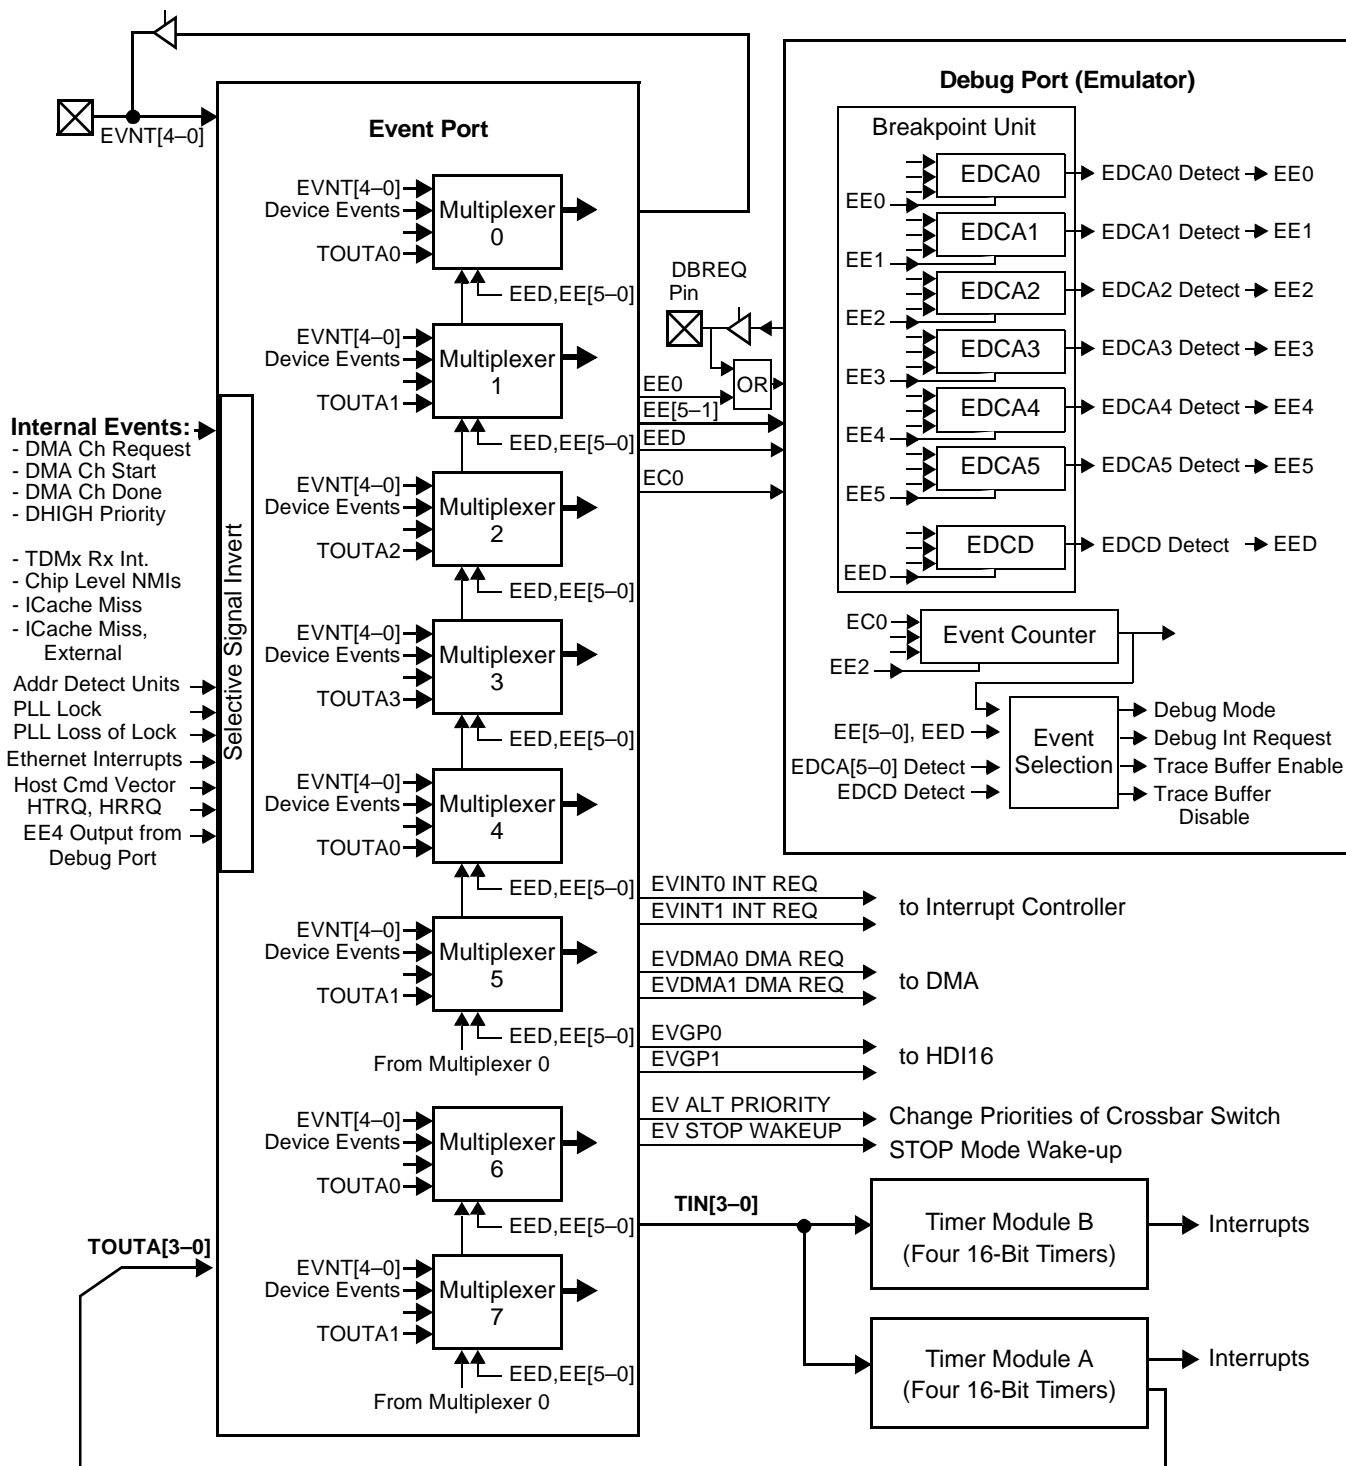 EVNT[4–0]
Event Port
EVNT[4–0]
Device Events
TOUTA0
Multiplexer
0
EED,EE[5–0]
EVNT[4–0]
Device Events
TOUTA1
Multiplexer
1
EED,EE[5–0]
EVNT[4–0]
Device Events
TOUTA2
Multiplexer
2
EED,EE[5–0]
EVNT[4–0]
Device Events
TOUTA3
Multiplexer
3
EED,EE[5–0]
EVNT[4–0]
Device Events
TOUTA0
Multiplexer
4
EED,EE[5–0]
EVNT[4–0]
Device Events
TOUTA1
Multiplexer
5
EED,EE[5–0]
From Multiplexer 0
EVNT[4–0]
Device Events
TOUTA0
Multiplexer
6
EED,EE[5–0]
EVNT[4–0]
Device Events
TOUTA1
Multiplexer
7
EED,EE[5–0]
From Multiplexer 0
Internal Events:
- DMA Ch Request
- DMA Ch Start
- DMA Ch Done
- DHIGH Priority
- TDMx Rx Int.
- Chip Level NMIs
- ICache Miss
- ICache Miss,
External
Addr Detect Units
PLL Lock
PLL Loss of Lock
Ethernet Interrupts
Host Cmd Vector
HTRQ, HRRQ
EE4 Output from
Debug Port
Selective Signal Invert
TOUTA[3–0]
DBREQ
Pin
OR
EE0
EE[5–1]
EED
EC0
Debug Port (Emulator)
Breakpoint Unit
EE0
EDCA0
EDCA0 Detect
EE0
EE1
EDCA1
EDCA1 Detect
EE1
EE2
EDCA2
EDCA2 Detect
EE2
EE3
EDCA3
EDCA3 Detect
EE3
EE4
EDCA4
EDCA4 Detect
EE4
EE5
EDCA5
EDCA5 Detect
EE5
EED
EDCD
EDCD Detect
EED
EC0
EE2
Event Counter
EE[5–0], EED
EDCA[5–0] Detect
EDCD Detect
Event
Selection
Debug Mode
Debug Int Request
Trace Buffer Enable
Trace Buffer
Disable
EVINT0 INT REQ
EVINT1 INT REQ
to Interrupt Controller
EVDMA0 DMA REQ
EVDMA1 DMA REQ
to DMA
EVGP0
EVGP1
to HDI16
EV ALT PRIORITY
Change Priorities of Crossbar Switch
EV STOP WAKEUP
STOP Mode Wake-up
TIN[3–0]
Timer Module B
(Four 16-Bit Timers)
Interrupts
Timer Module A
(Four 16-Bit Timers)
Interrupts